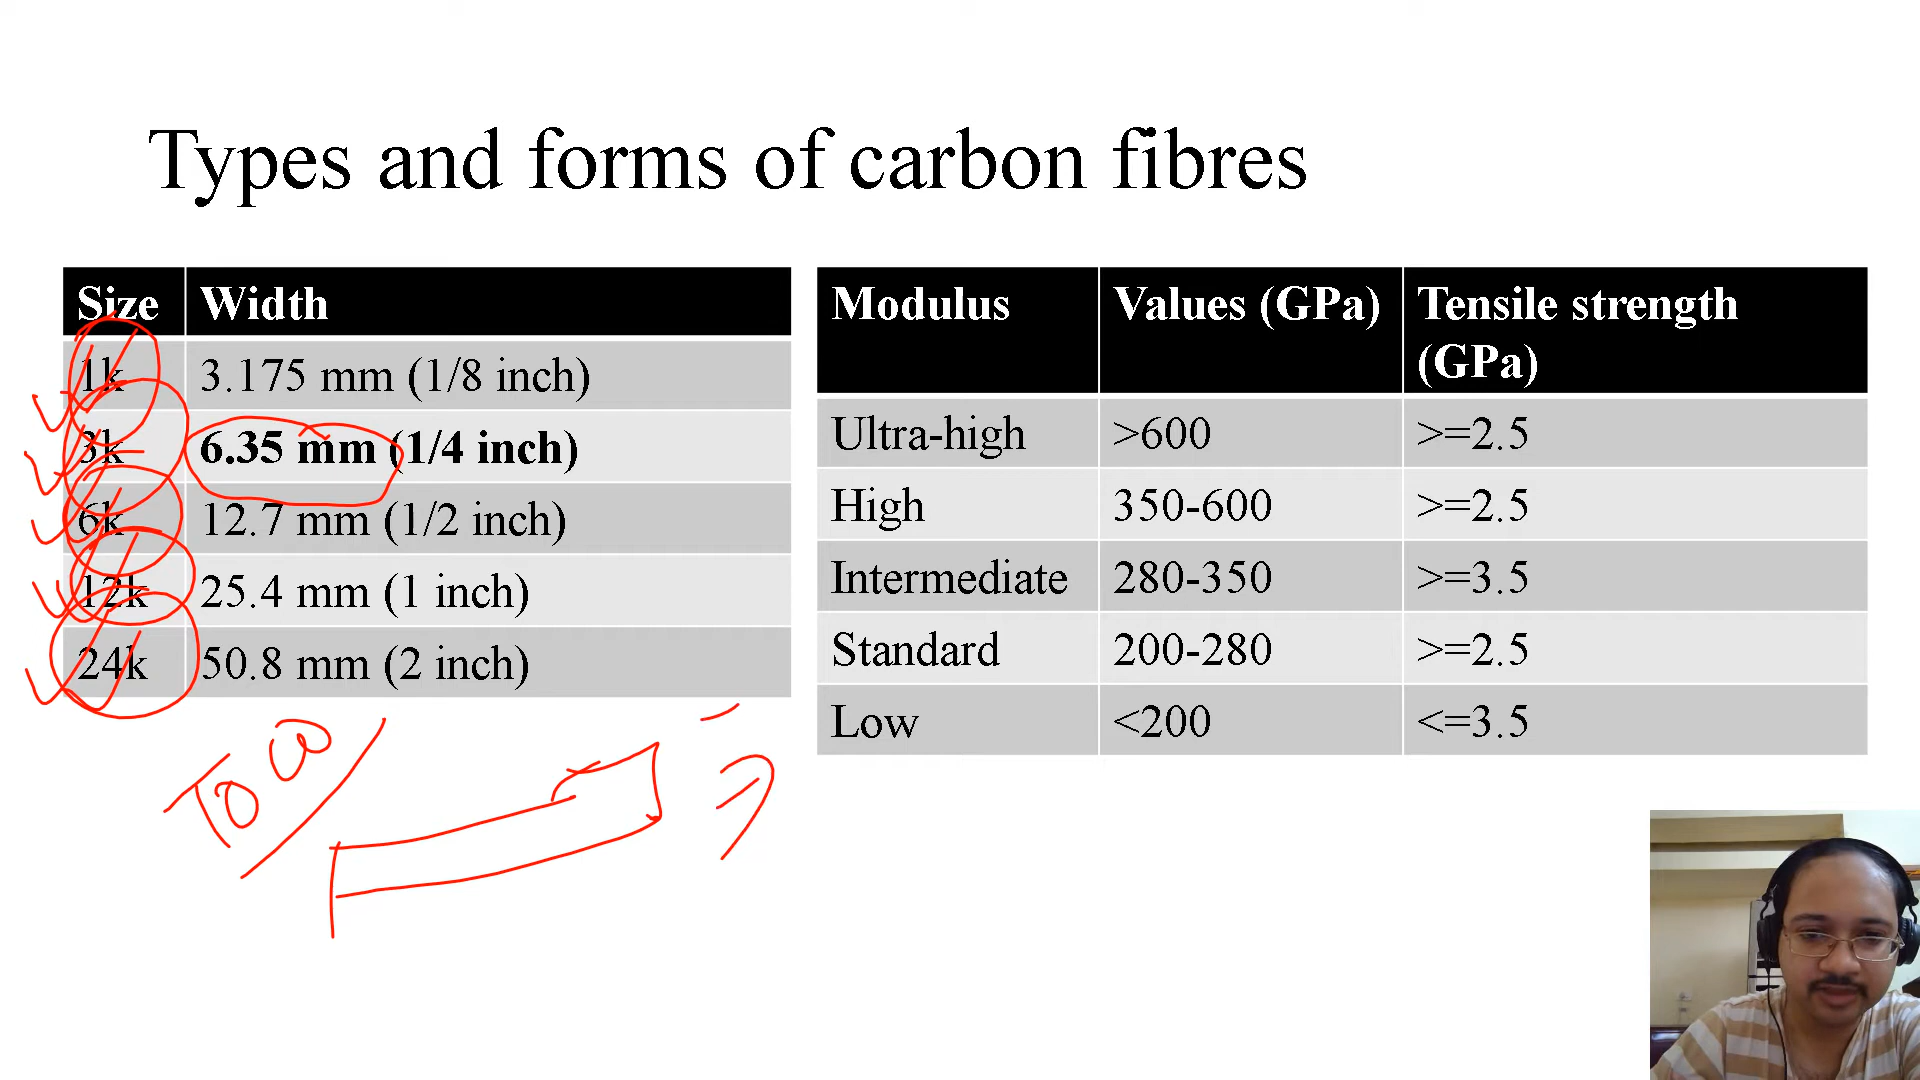 Types and forms of carbon fibres
Size Width
1k 3.175 mm (1/8 inch)
3k 6.35 mm (1/4 inch)
6k 12.7 mm (1/2 inch)
12k 25.4 mm (1 inch)
24k 50.8 mm (2 inch)
Tow
Modulus Values (GPa) Tensile strength (GPa)
Ultra-high >600 >=2.5
High 350-600 >=2.5
Intermediate 280-350 >=3.5
Standard 200-280 >=2.5
Low <200 <=3.5